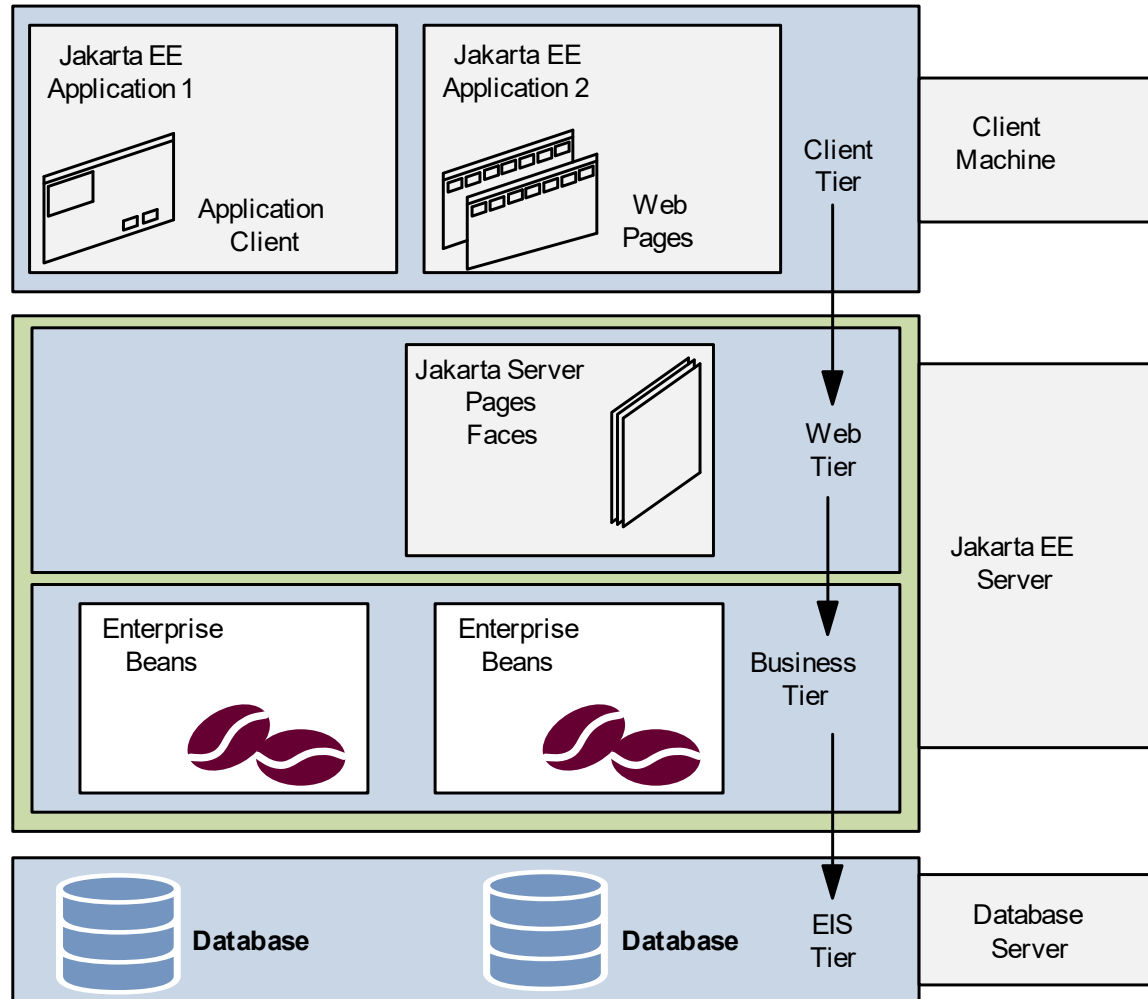 Jakarta EE
Application 1
Application
Client
Jakarta EE
Application 2
Web
Pages
Client
Tier
Client
Machine
Jakarta Server
Pages
Faces
Web
Tier
Jakarta EE
Server
Enterprise
Beans
Enterprise
Beans
Business
Tier
Database
Database
EIS
Tier
Database
Server